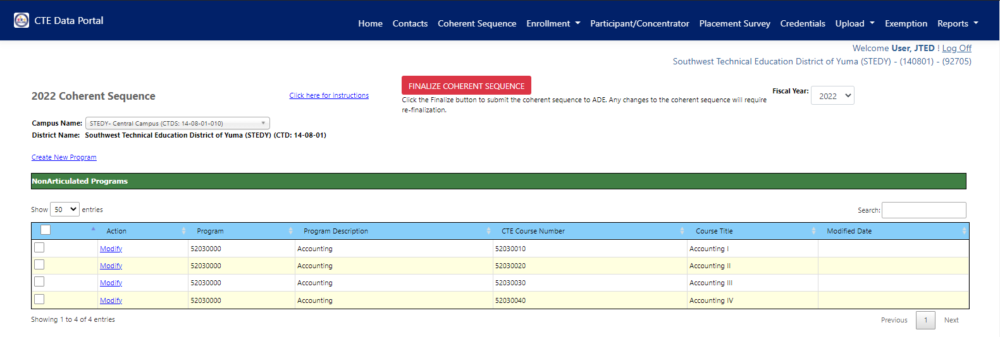 CTE Data Portal
Home Contacts Coherent Sequence Enrollment Participant/Concentrator Placement Survey Credentials Upload Exemption Reports
Welcome User, JTED ! Log Off
Southwest Technical Education District of Yuma (STEDY) - (140801) - (92705)
2022 Coherent Sequence
Click here for instructions
FINALIZE COHERENT SEQUENCE
Click the Finalize button to submit the coherent sequence to ADE. Any changes to the coherent sequence will require
re-finalization.
Fiscal Year: 2022
Campus Name: STEDY- Central Campus (CTDS: 14-08-01-010)
District Name: Southwest Technical Education District of Yuma (STEDY) (CTD: 14-08-01)
Create New Program
NonArticulated Programs
Show 50 entries Search:
Action Program Program Description CTE Course Number Course Title Modified Date
Modify 52030000 Accounting 52030010 Accounting I
Modify 52030000 Accounting 52030020 Accounting II
Modify 52030000 Accounting 52030030 Accounting III
Modify 52030000 Accounting 52030040 Accounting IV
Showing 1 to 4 of 4 entries Previous 1 Next